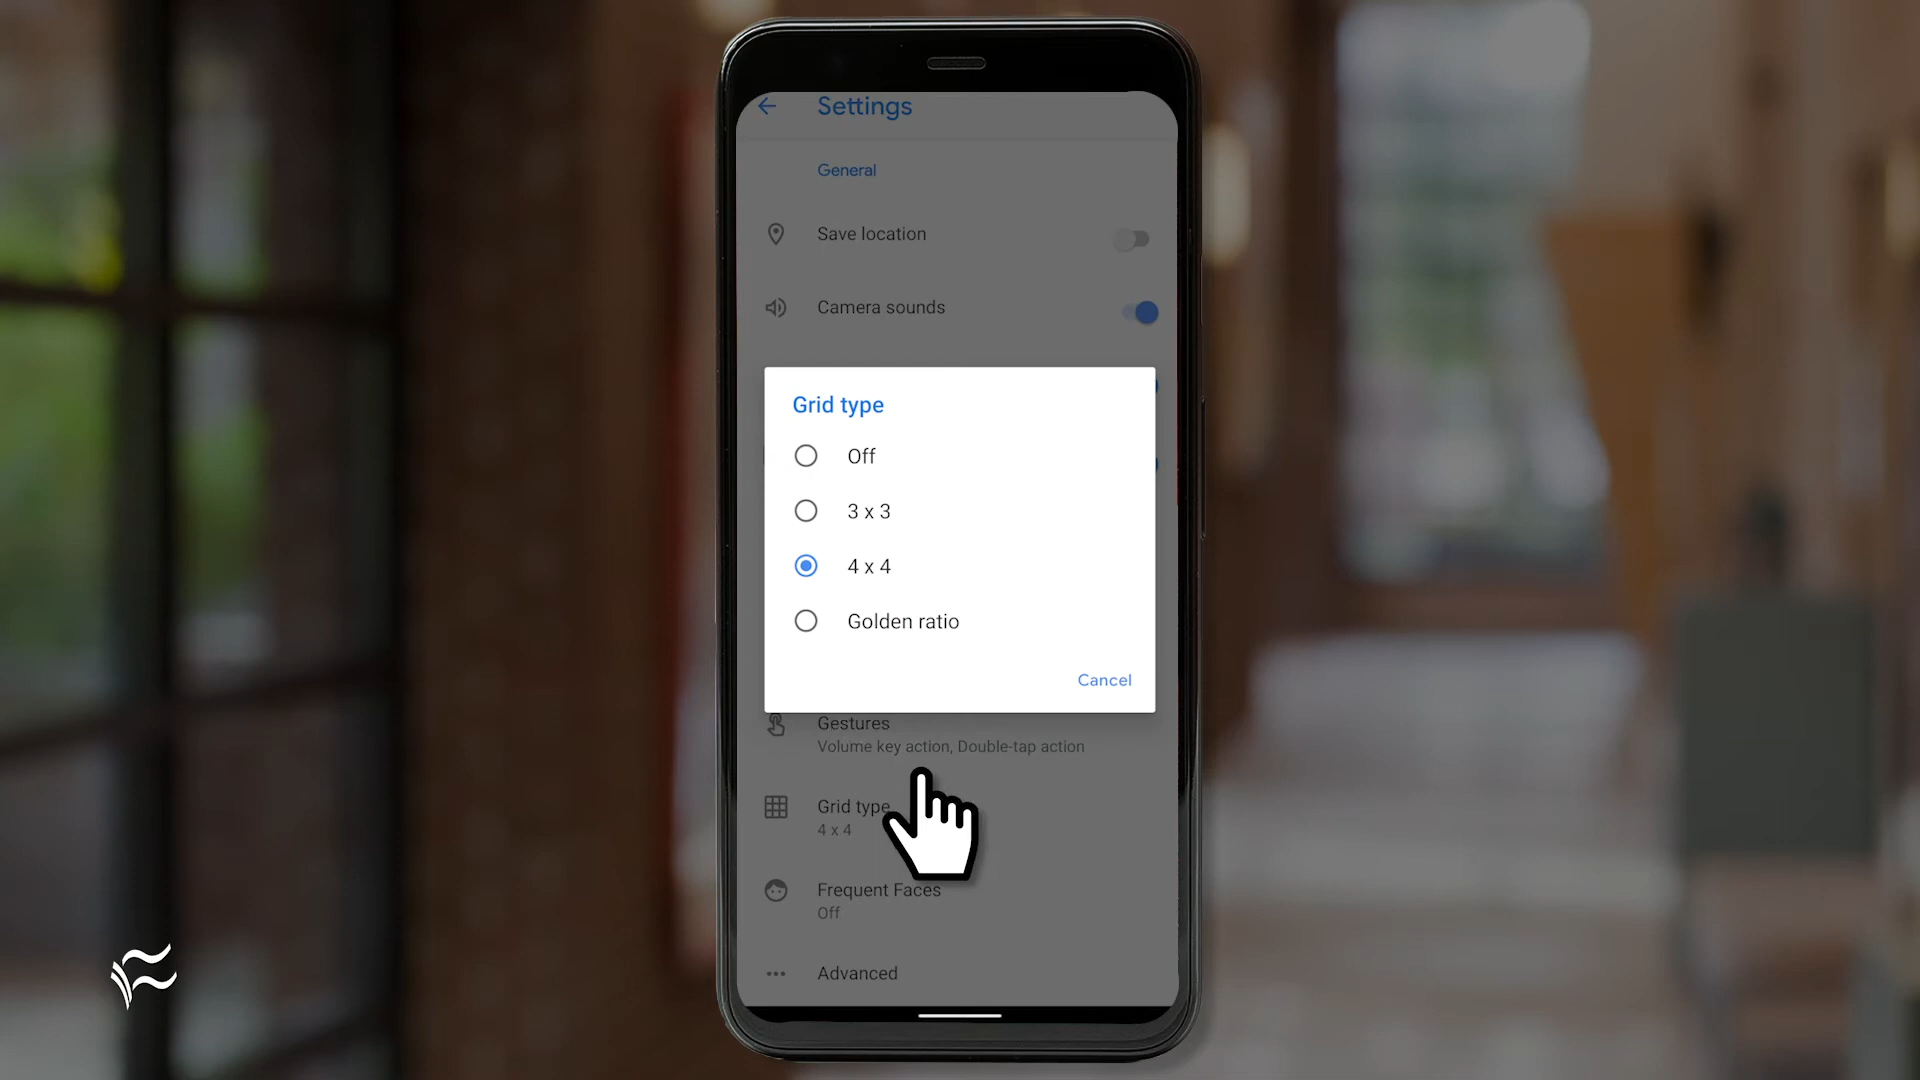 Settings
General
Save location
Camera sounds
Grid type
Off
3 x 3
4 x 4
Golden ratio
Cancel
Gestures
Volume key action, Double-tap action
Grid type
4 x 4
Frequent Faces
Off
Advanced